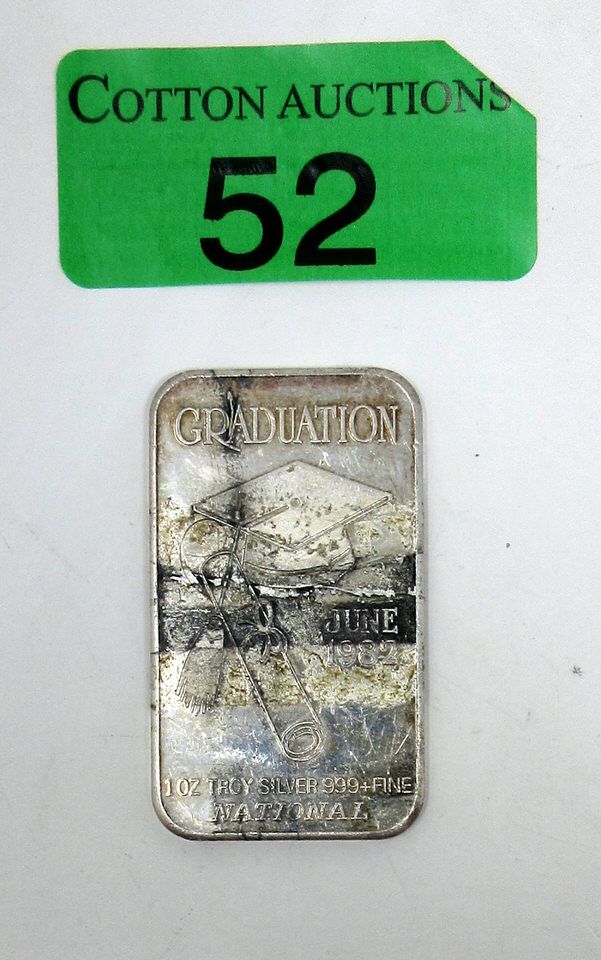 COTTON AUCTIONS
52
GRADUATION
JUNE
1982
1 OZ TROY SILVER 999+FINE
NATIONAL